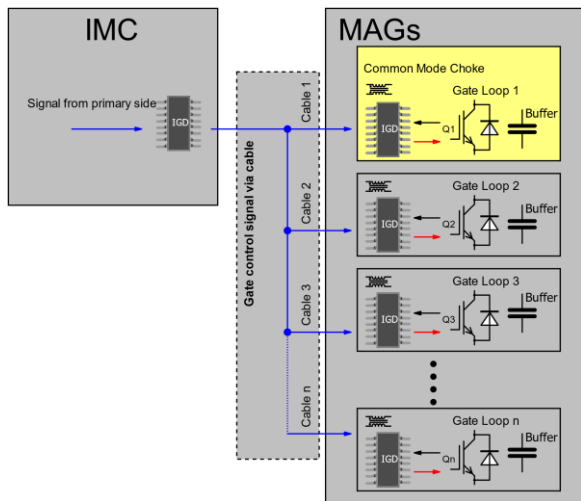 IMC
Signal from primary side
IGD
Gate control signal via cable
Cable 1
Cable 2
Cable 3
Cable n
MAGs
Common Mode Choke
Gate Loop 1
Buffer
IGD
Q1
Gate Loop 2
Buffer
IGD
Q2
Gate Loop 3
Buffer
IGD
Q3
Gate Loop n
Buffer
IGD
Qn